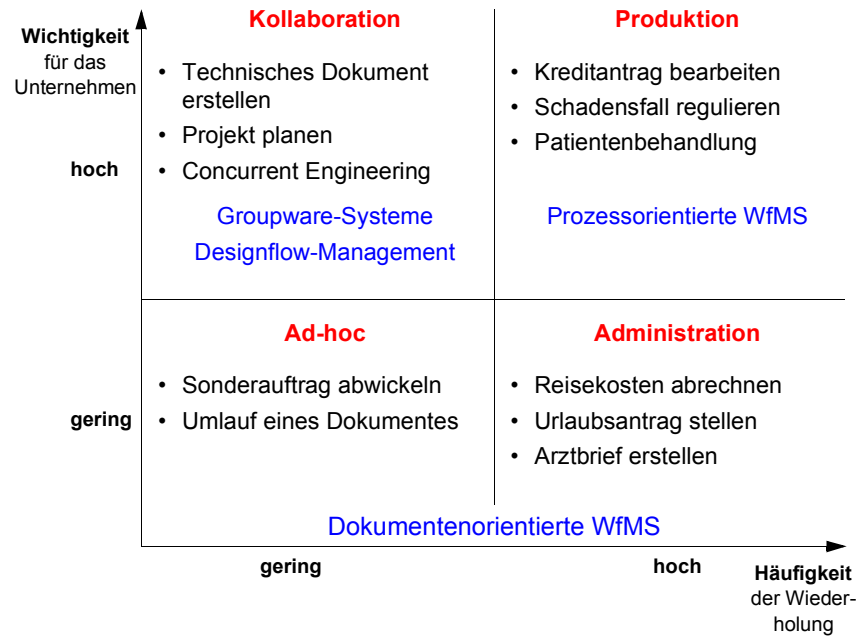 Wichtigkeit
für das
Unternehmen
hoch
gering
Kollaboration
• Technisches Dokument
erstellen
• Projekt planen
• Concurrent Engineering
Groupware-Systeme
Designflow-Management
Produktion
• Kreditantrag bearbeiten
• Schadensfall regulieren
• Patientenbehandlung
Prozessorientierte WfMS
Ad-hoc
• Sonderauftrag abwickeln
• Umlauf eines Dokumentes
Administration
• Reisekosten abrechnen
• Urlaubsantrag stellen
• Arztbrief erstellen
Dokumentenorientierte WfMS
gering
hoch
Häufigkeit
der Wieder-
holung